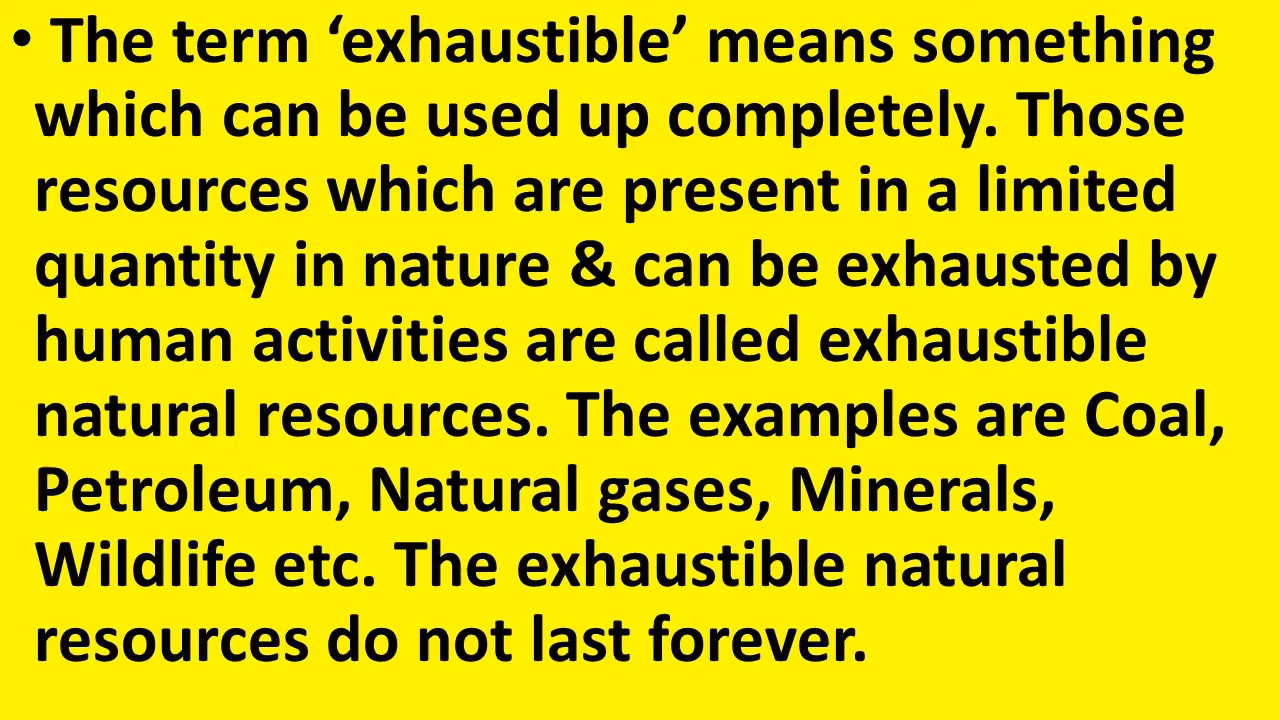 • The term ‘exhaustible’ means something
which can be used up completely. Those
resources which are present in a limited
quantity in nature & can be exhausted by
human activities are called exhaustible
natural resources. The examples are Coal,
Petroleum, Natural gases, Minerals,
Wildlife etc. The exhaustible natural
resources do not last forever.